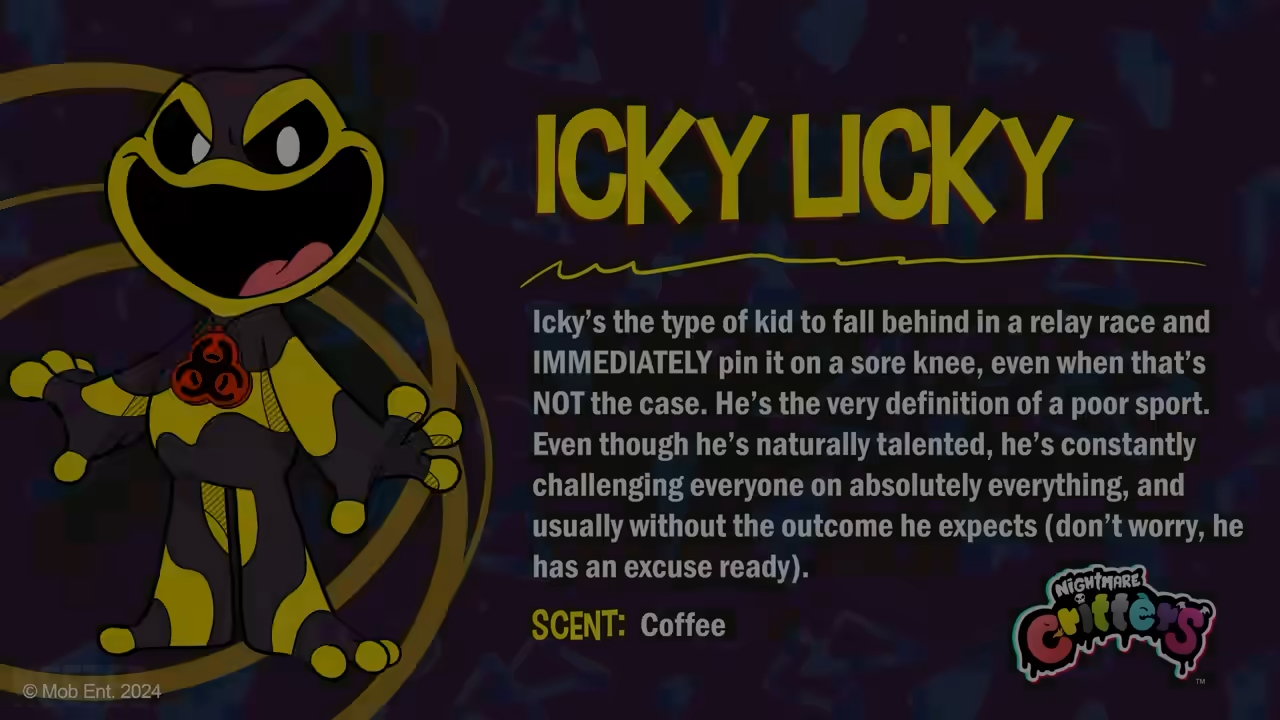 ICKY LICKY
Icky's the type of kid to fall behind in a relay race and
IMMEDIATELY pin it on a sore knee, even when that's
NOT the case. He's the very definition of a poor sport.
Even though he's naturally talented, he's constantly
challenging everyone on absolutely everything, and
usually without the outcome he expects (don't worry, he
has an excuse ready).
SCENT: Coffee
NIGHTMARE
Critters
TM
© Mob Ent. 2024